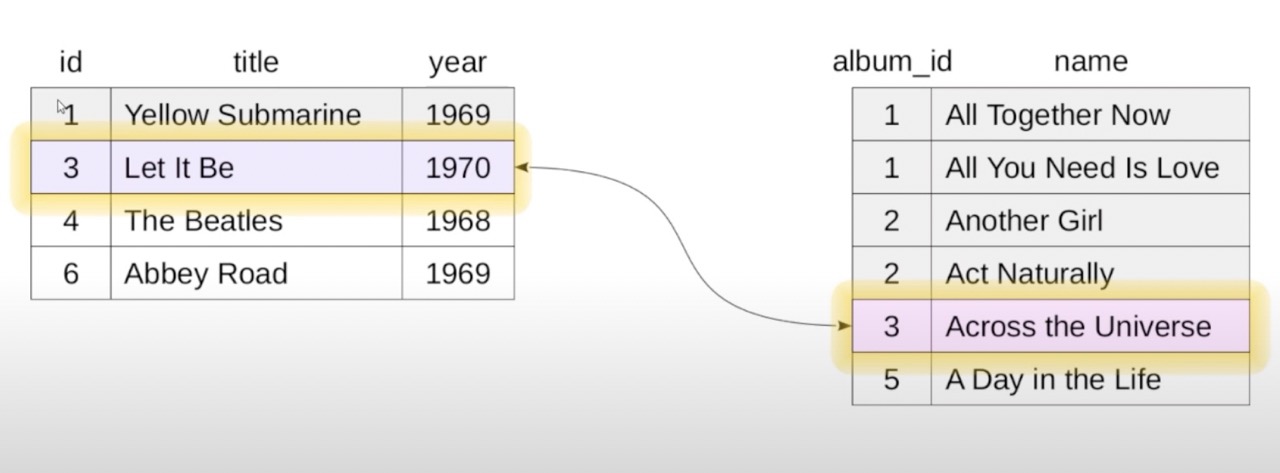 id title year
1 Yellow Submarine 1969
3 Let It Be 1970
4 The Beatles 1968
6 Abbey Road 1969
album_id name
1 All Together Now
1 All You Need Is Love
2 Another Girl
2 Act Naturally
3 Across the Universe
5 A Day in the Life